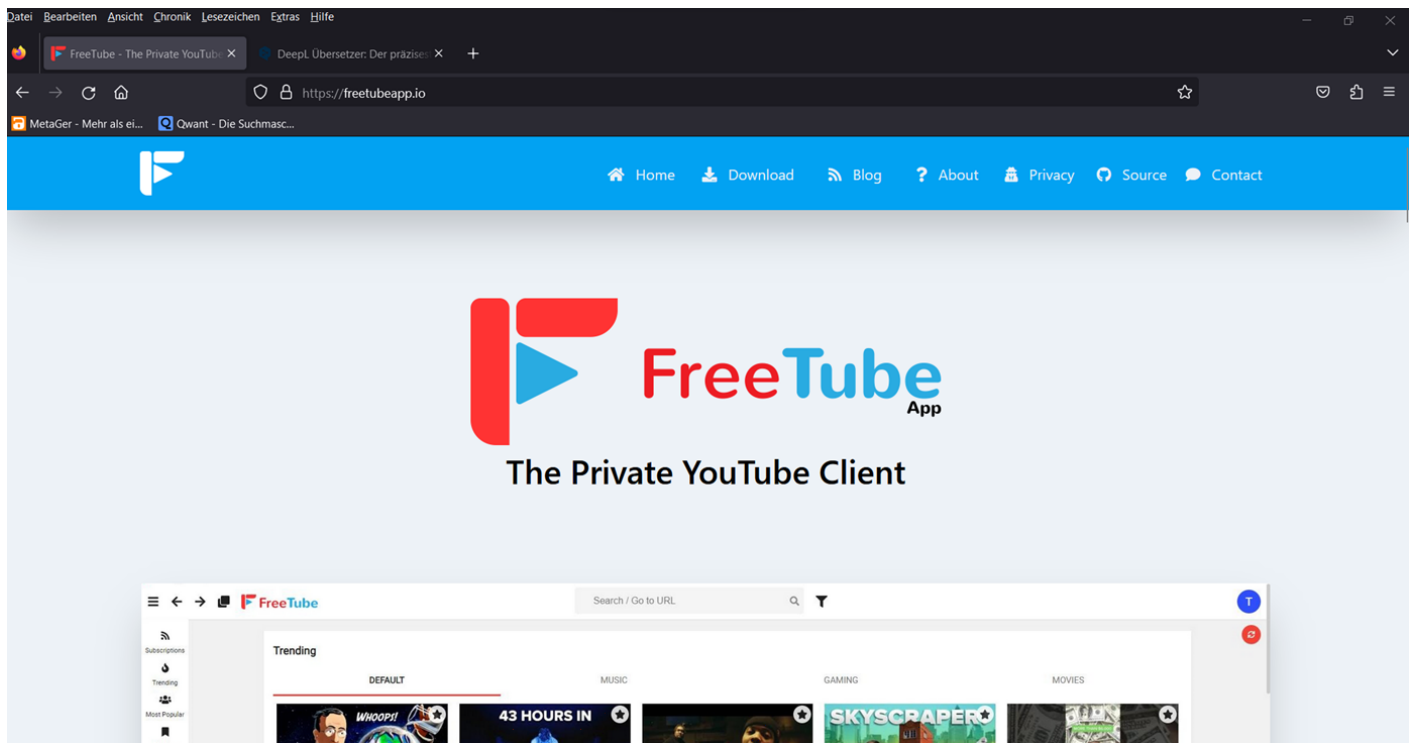 Datei Bearbeiten Ansicht Chronik Lesezeichen Extras Hilfe
FreeTube - The Private YouTube
DeepL Übersetzer: Der präzises
https://freetubeapp.io
MetaGer - Mehr als ei... Qwant - Die Suchmasc...
Home Download Blog About Privacy Source Contact
FreeTube
App
The Private YouTube Client
FreeTube Search / Go to URL T
Subscriptions
Trending
Trending
DEFAULT MUSIC GAMING MOVIES
Most Popular
WHOOPS! 43 HOURS IN SKYSCRAPER